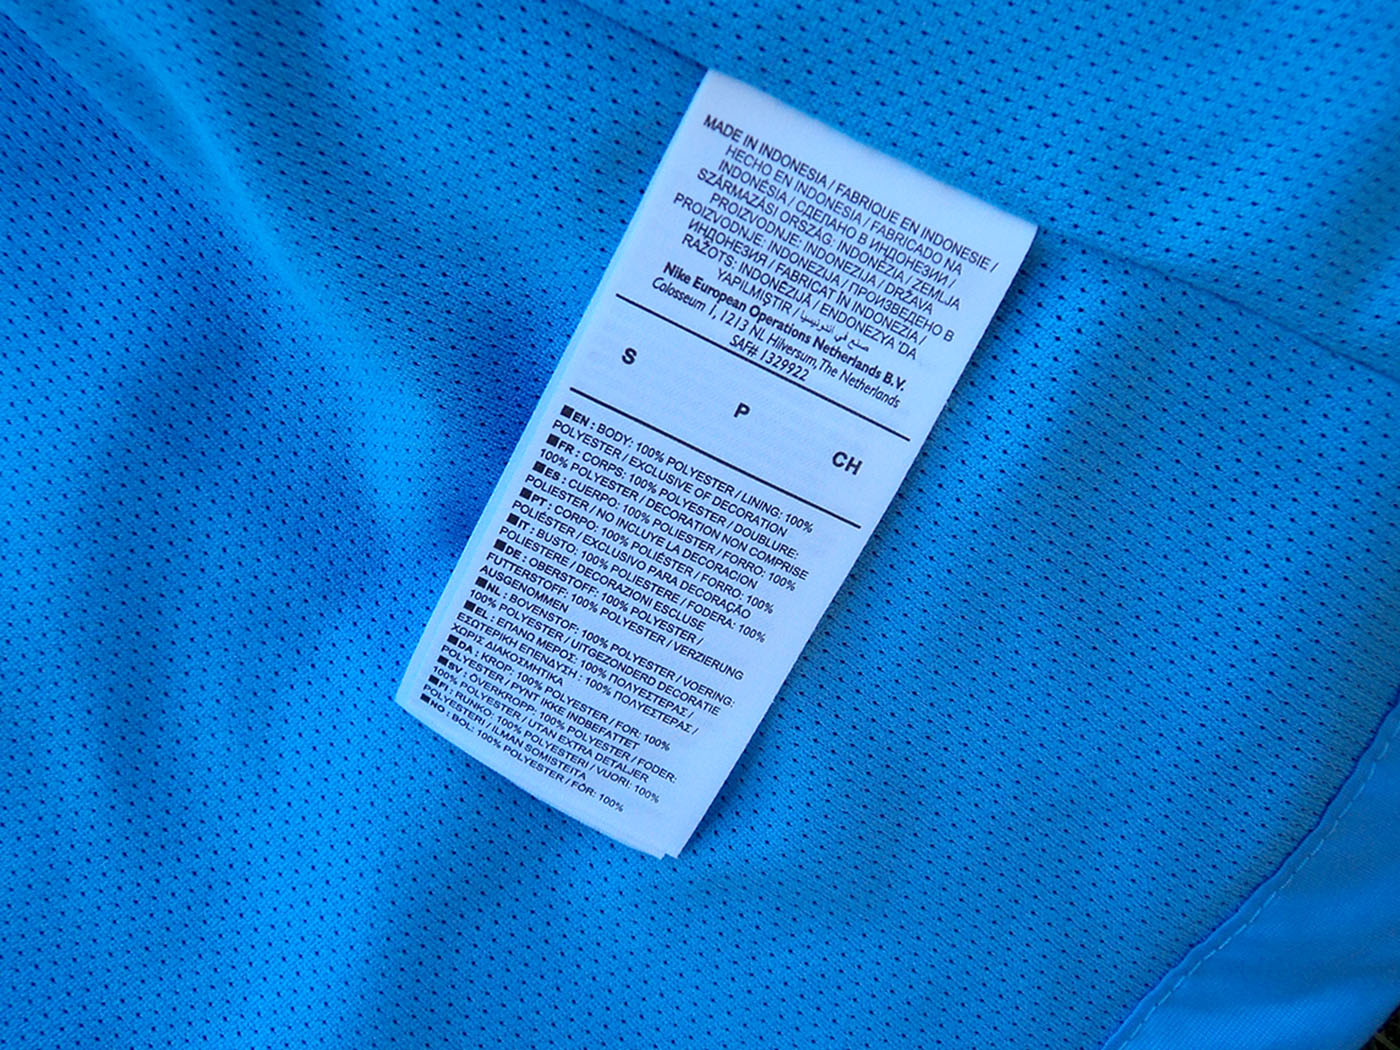 MADE IN INDONESIA / FABRIQUE EN INDONESIE /
HECHO EN INDONESIA / FABRICADO NA
INDONÉSIA / СДЕЛАНО В ИНДОНЕЗИИ /
SZÁRMAZÁSI ORSZÁG: INDONÉZIA / ZEMLJA
PROIZVODNJE: INDONEZIJA / DRŽAVA
PROIZVODNJE: INDONEZIJA / ПРОИЗВЕДЕНО В
ИНДОНЕЗИЯ / FABRICAT ÎN INDONEZIA /
RAŽOTS: INDONĒZIJĀ / ENDONEZYA 'DA
YAPILMIŞTIR / صنع في اندونيسيا
Nike European Operations Netherlands B.V.
Colosseum 1, 1213 NL Hilversum, The Netherlands
SAF# 1329922
S P CH
■EN : BODY: 100% POLYESTER / LINING: 100%
POLYESTER / EXCLUSIVE OF DECORATION
■FR : CORPS: 100% POLYESTER / DOUBLURE:
100% POLYESTER / DECORATION NON COMPRISE
■ES : CUERPO: 100% POLIESTER / FORRO: 100%
POLIESTER / NO INCLUYE LA DECORACION
■PT : CORPO: 100% POLIÉSTER / FORRO: 100%
POLIÉSTER / EXCLUSIVO PARA DECORAÇÃO
■IT : BUSTO: 100% POLIESTERE / FODERA: 100%
POLIESTERE / DECORAZIONI ESCLUSE
■DE : OBERSTOFF: 100% POLYESTER /
FUTTERSTOFF: 100% POLYESTER / VERZIERUNG
AUSGENOMMEN
■NL : BOVENSTOF: 100% POLYESTER / VOERING:
100% POLYESTER / UITGEZONDERD DECORATIE
■EL : ΕΠΑΝΩ ΜΕΡΟΣ: 100% ΠΟΛΥΕΣΤΕΡΑΣ /
ΕΣΩΤΕΡΙΚΗ ΕΠΕΝΔΥΣΗ : 100% ΠΟΛΥΕΣΤΕΡΑΣ /
ΧΩΡΙΣ ΔΙΑΚΟΣΜΗΤΙΚΑ
■DA : KROP: 100% POLYESTER / FOR: 100%
POLYESTER / PYNT IKKE INDBEFATTET
■SV : ÖVERKROPP: 100% POLYESTER / FODER:
100% POLYESTER / UTAN EXTRA DETALJER
■FI : RUNKO: 100% POLYESTERI / VUORI: 100%
POLYESTERI / ILMAN SOMISTEITA
■NO : BOL: 100% POLYESTER / FÔR: 100%